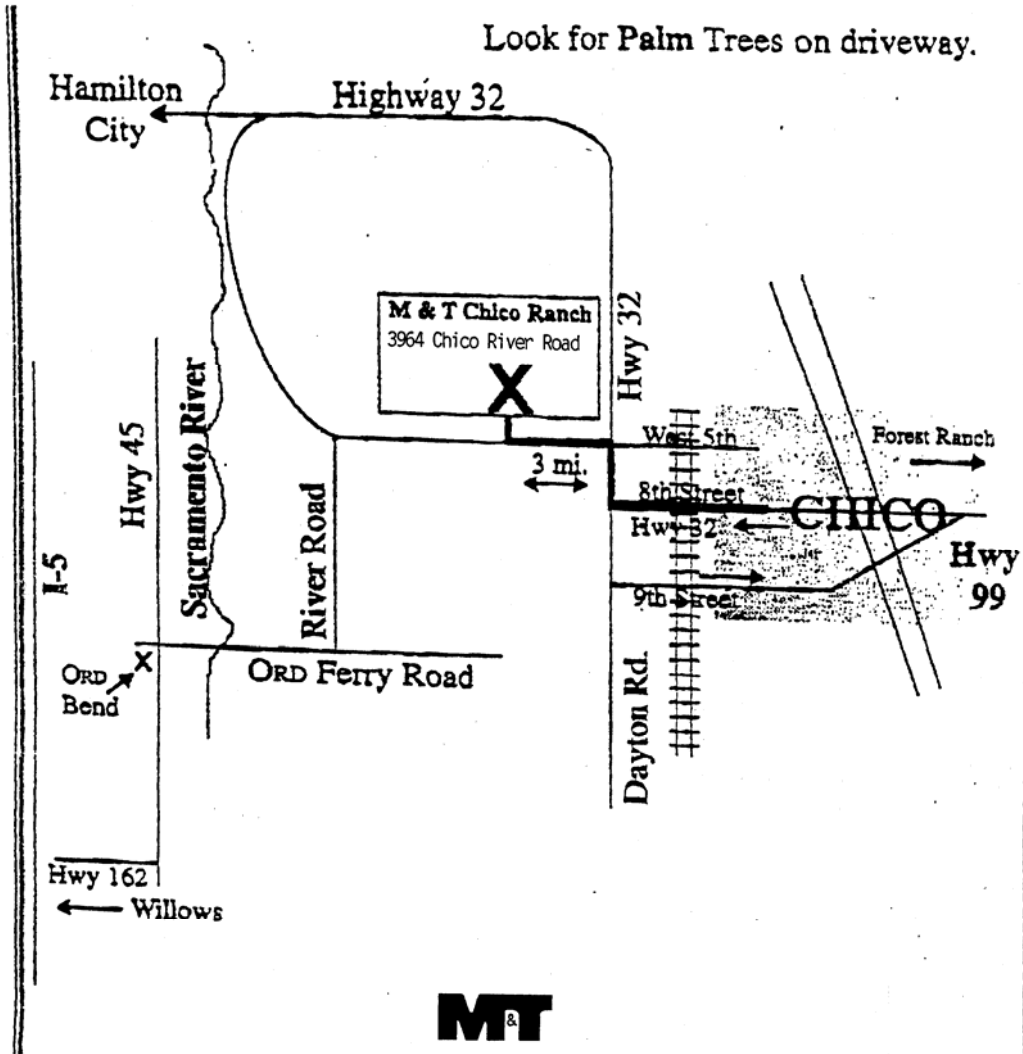 Look for Palm Trees on driveway.
Hamilton
City
Highway 32
M & T Chico Ranch
3964 Chico River Road
Hwy 32
Sacramento River
Hwy 45
I-5
River Road
3 mi.
West 5th
Forest Ranch
8th Street
CHICO
Hwy 32
Hwy
99
9th Street
ORD Ferry Road
ORD
Bend
Dayton Rd.
Hwy 162
Willows
M&T